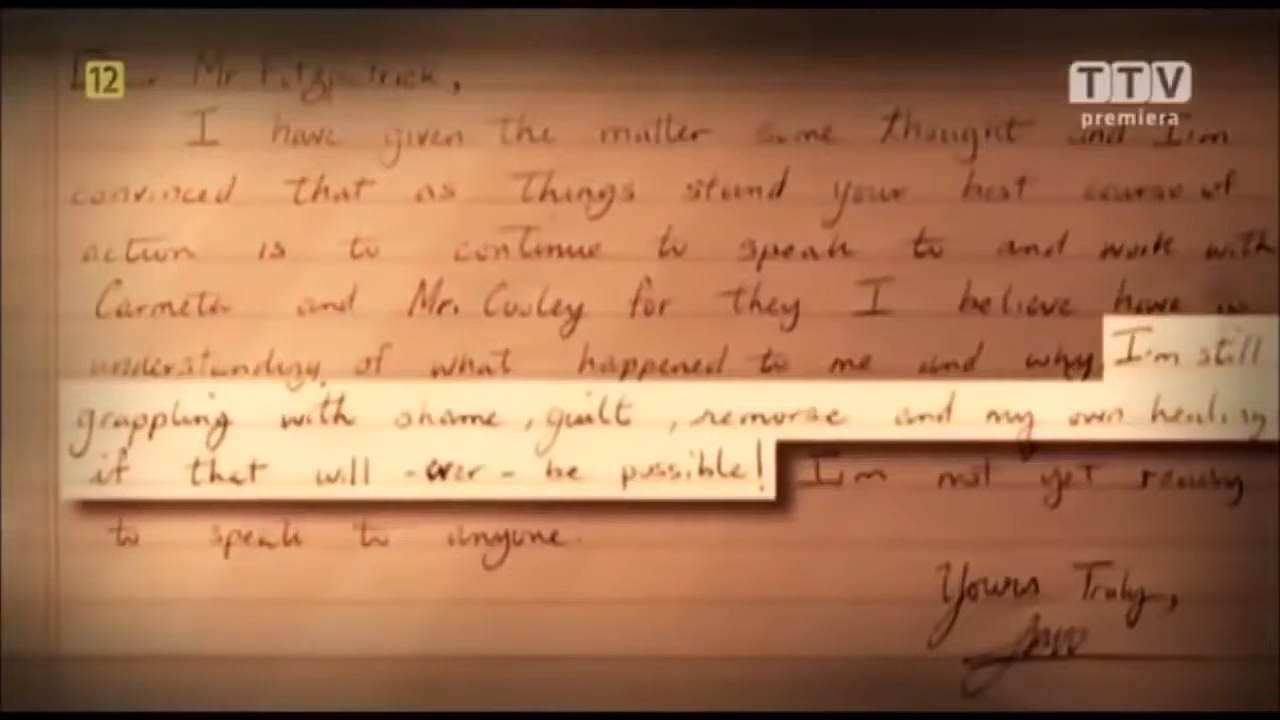 12
TTV
premiera
Mr. Fitzpatrick,
I have given the matter some thought and I'm
convinced that as things stand your best course of
action is to continue to speak to and work with
Carmeta and Mr. Cooley for they I believe have
understanding of what happened to me and why. I'm still
grappling with shame, guilt, remorse and my own healing
if that will - ever - be possible! I'm not yet ready
to speak to anyone.
Yours Truly,